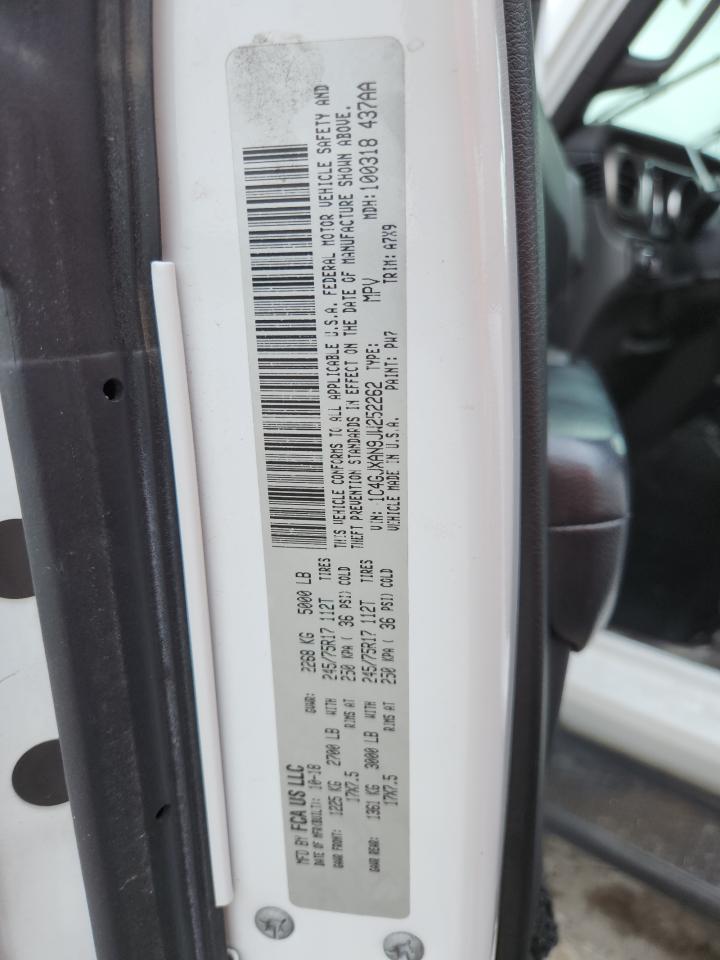 MFD BY FCA US LLC
DATE OF MFR(BUILT): 10-18 GVWR: 2268 KG 5000 LB
GAWR FRONT: 1225 KG 2700 LB WITH 245/75R17 112T TIRES
17X7.5 RIMS AT 250 KPA ( 36 PSI) COLD
GAWR REAR: 1361 KG 3000 LB WITH 245/75R17 112T TIRES
17X7.5 RIMS AT 250 KPA ( 36 PSI) COLD
THIS VEHICLE CONFORMS TO ALL APPLICABLE U.S.A. FEDERAL MOTOR VEHICLE SAFETY AND
THEFT PREVENTION STANDARDS IN EFFECT ON THE DATE OF MANUFACTURE SHOWN ABOVE.
VIN: 1C4GJXAN9JW252262 TYPE: MPV MDH: 100318 437AA
VEHICLE MADE IN U.S.A. PAINT: PW7 TRIM: A7X9